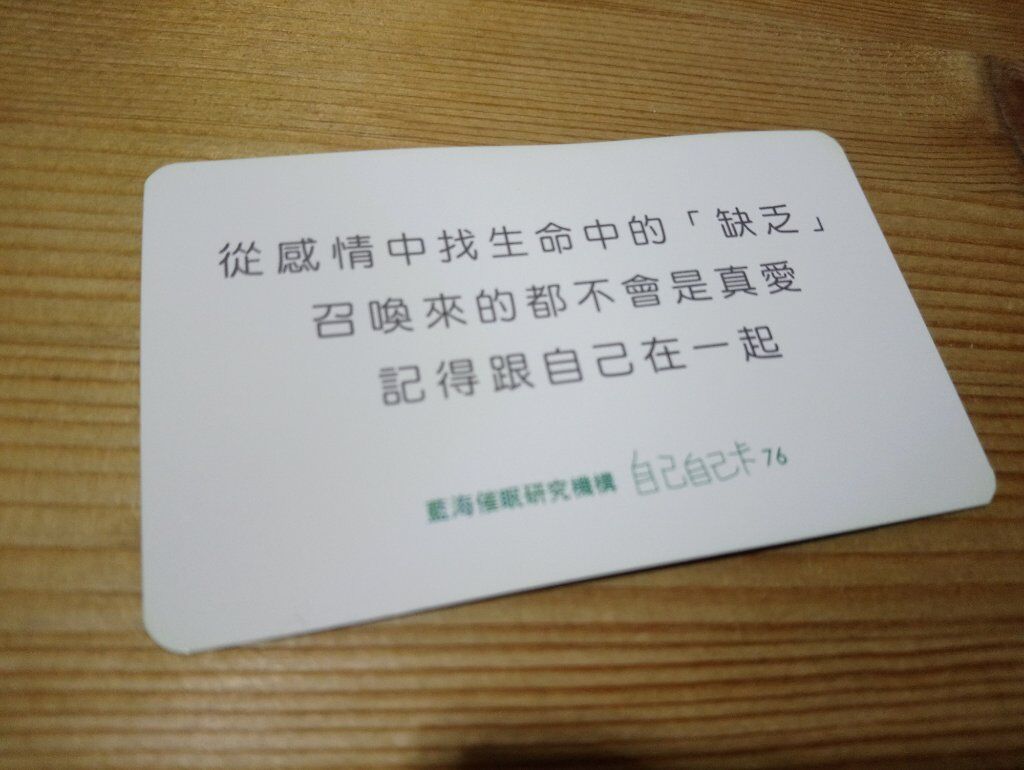 從感情中找生命中的「缺乏」
召喚來的都不會是真愛
記得跟自己在一起
藍海催眠研究機構 自己自己卡 76